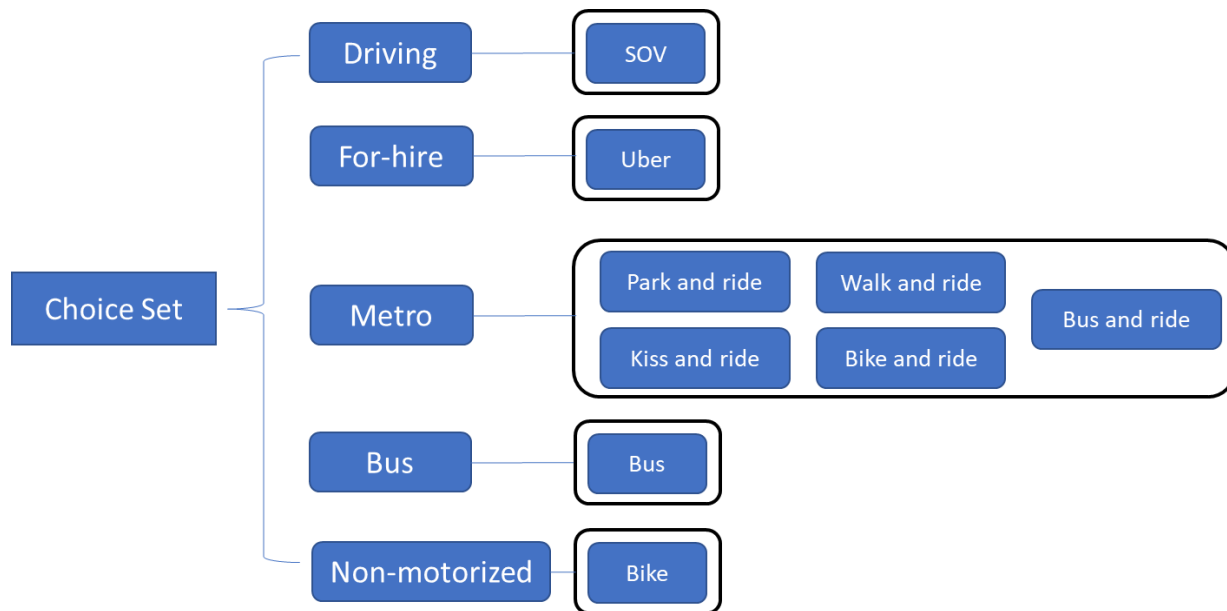 Driving
SOV
For-hire
Uber
Choice Set
Metro
Park and ride
Walk and ride
Bus and ride
Kiss and ride
Bike and ride
Bus
Bus
Non-motorized
Bike